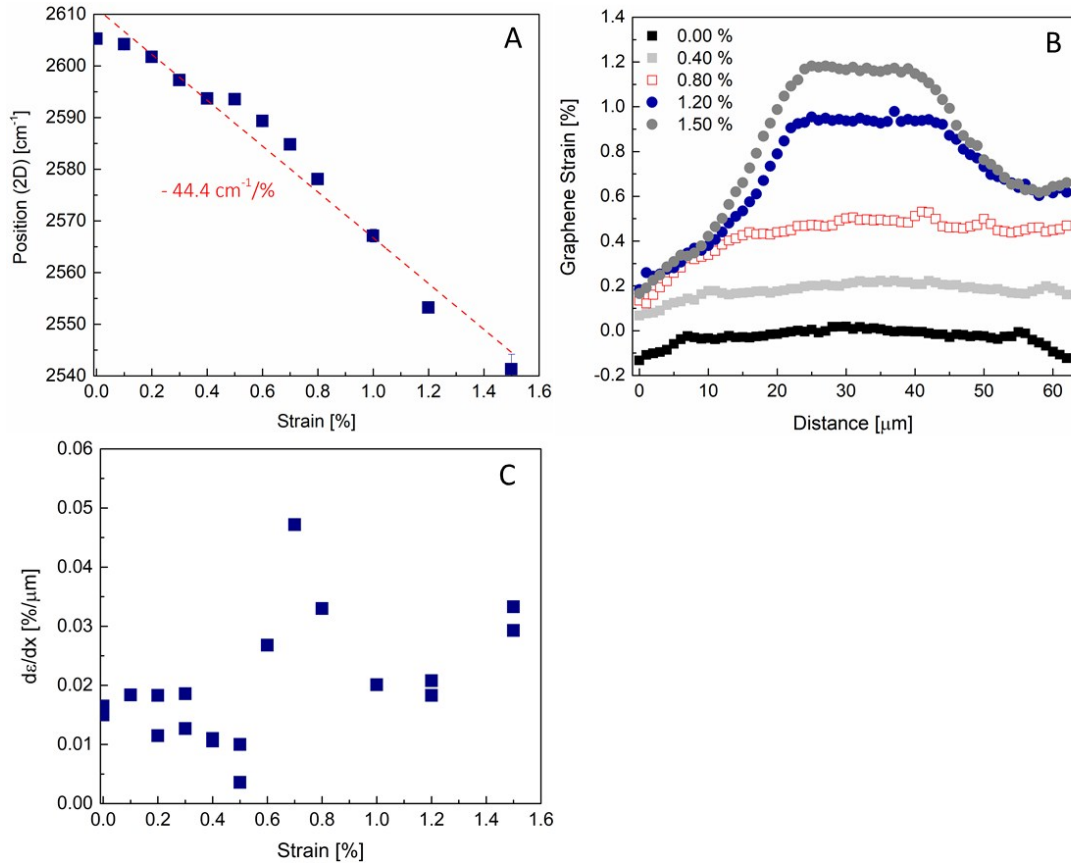 A
2610
2600
2590
2580
2570
2560
2550
2540
Position (2D) [cm⁻¹]
- 44.4 cm⁻¹/%
0.0 0.2 0.4 0.6 0.8 1.0 1.2 1.4 1.6
Strain [%]
B
1.4
1.2
1.0
0.8
0.6
0.4
0.2
0.0
-0.2
Graphene Strain [%]
0.00 %
0.40 %
0.80 %
1.20 %
1.50 %
0 10 20 30 40 50 60
Distance [μm]
C
0.06
0.05
0.04
0.03
0.02
0.01
0.00
dε/dx [%/μm]
0.0 0.2 0.4 0.6 0.8 1.0 1.2 1.4 1.6
Strain [%]